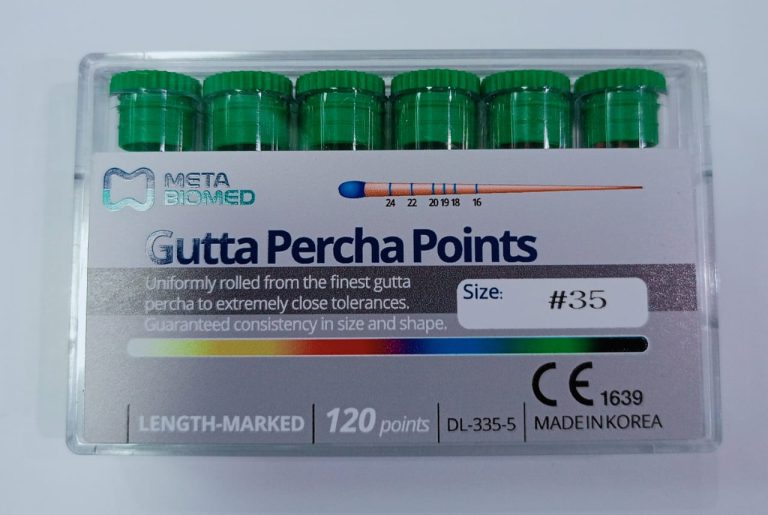 META
BIOMED
24 22 20 19 18 16
Gutta Percha Points
Uniformly rolled from the finest gutta
percha to extremely close tolerances.
Guaranteed consistency in size and shape.
Size: #35
CE 1639
LENGTH-MARKED 120 points DL-335-5 MADE IN KOREA